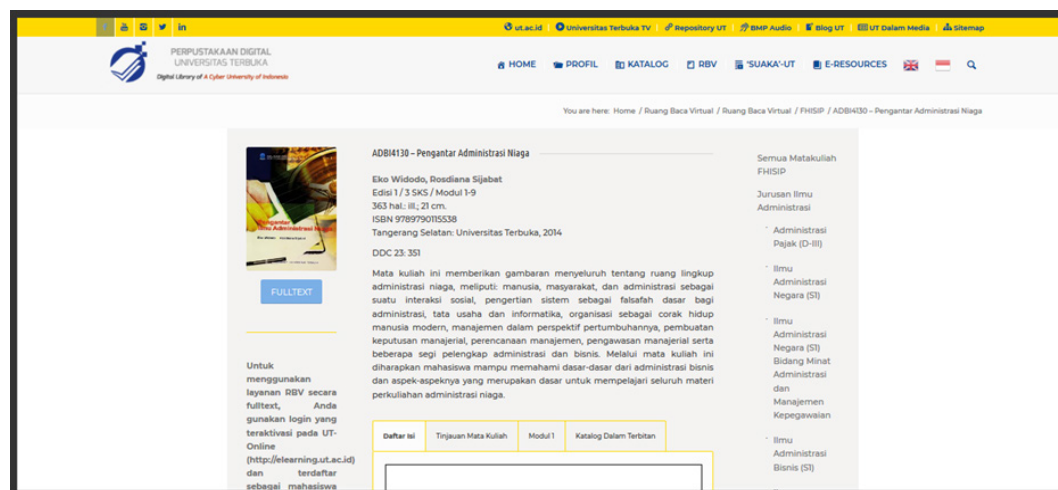 ut.ac.id Universitas Terbuka TV Repository UT BMP Audio Blog UT UT Dalam Media Sitemap
PERPUSTAKAAN DIGITAL
UNIVERSITAS TERBUKA
Digital Library of A Cyber University of Indonesia
HOME PROFIL KATALOG RBV 'SUAKA'-UT E-RESOURCES
You are here: Home / Ruang Baca Virtual / Ruang Baca Virtual / FHISIP / ADBI4130 – Pengantar Administrasi Niaga
Pengantar
Ilmu Administrasi Niaga
FULLTEXT
Untuk
menggunakan
layanan RBV secara
fulltext, Anda
gunakan login yang
teraktivasi pada UT-
Online
(http://elearning.ut.ac.id)
dan terdaftar
sebagai mahasiswa
ADBI4130 – Pengantar Administrasi Niaga
Eko Widodo, Rosdiana Sijabat
Edisi 1 / 3 SKS / Modul 1-9
363 hal.: ill.; 21 cm.
ISBN 9789790115538
Tangerang Selatan: Universitas Terbuka, 2014
DDC 23: 351
Mata kuliah ini memberikan gambaran menyeluruh tentang ruang lingkup
administrasi niaga, meliputi: manusia, masyarakat, dan administrasi sebagai
suatu interaksi sosial, pengertian sistem sebagai falsafah dasar bagi
administrasi, tata usaha dan informatika, organisasi sebagai corak hidup
manusia modern, manajemen dalam perspektif pertumbuhannya, pembuatan
keputusan manajerial, perencanaan manajemen, pengawasan manajerial serta
beberapa segi pelengkap administrasi dan bisnis. Melalui mata kuliah ini
diharapkan mahasiswa mampu memahami dasar-dasar dari administrasi bisnis
dan aspek-aspeknya yang merupakan dasar untuk mempelajari seluruh materi
perkuliahan administrasi niaga.
Daftar Isi Tinjauan Mata Kuliah Modul 1 Katalog Dalam Terbitan
Semua Matakuliah
FHISIP
Jurusan Ilmu
Administrasi
Administrasi
Pajak (D-III)
Ilmu
Administrasi
Negara (S1)
Ilmu
Administrasi
Negara (S1)
Bidang Minat
Administrasi
dan
Manajemen
Kepegawaian
Ilmu
Administrasi
Bisnis (S1)